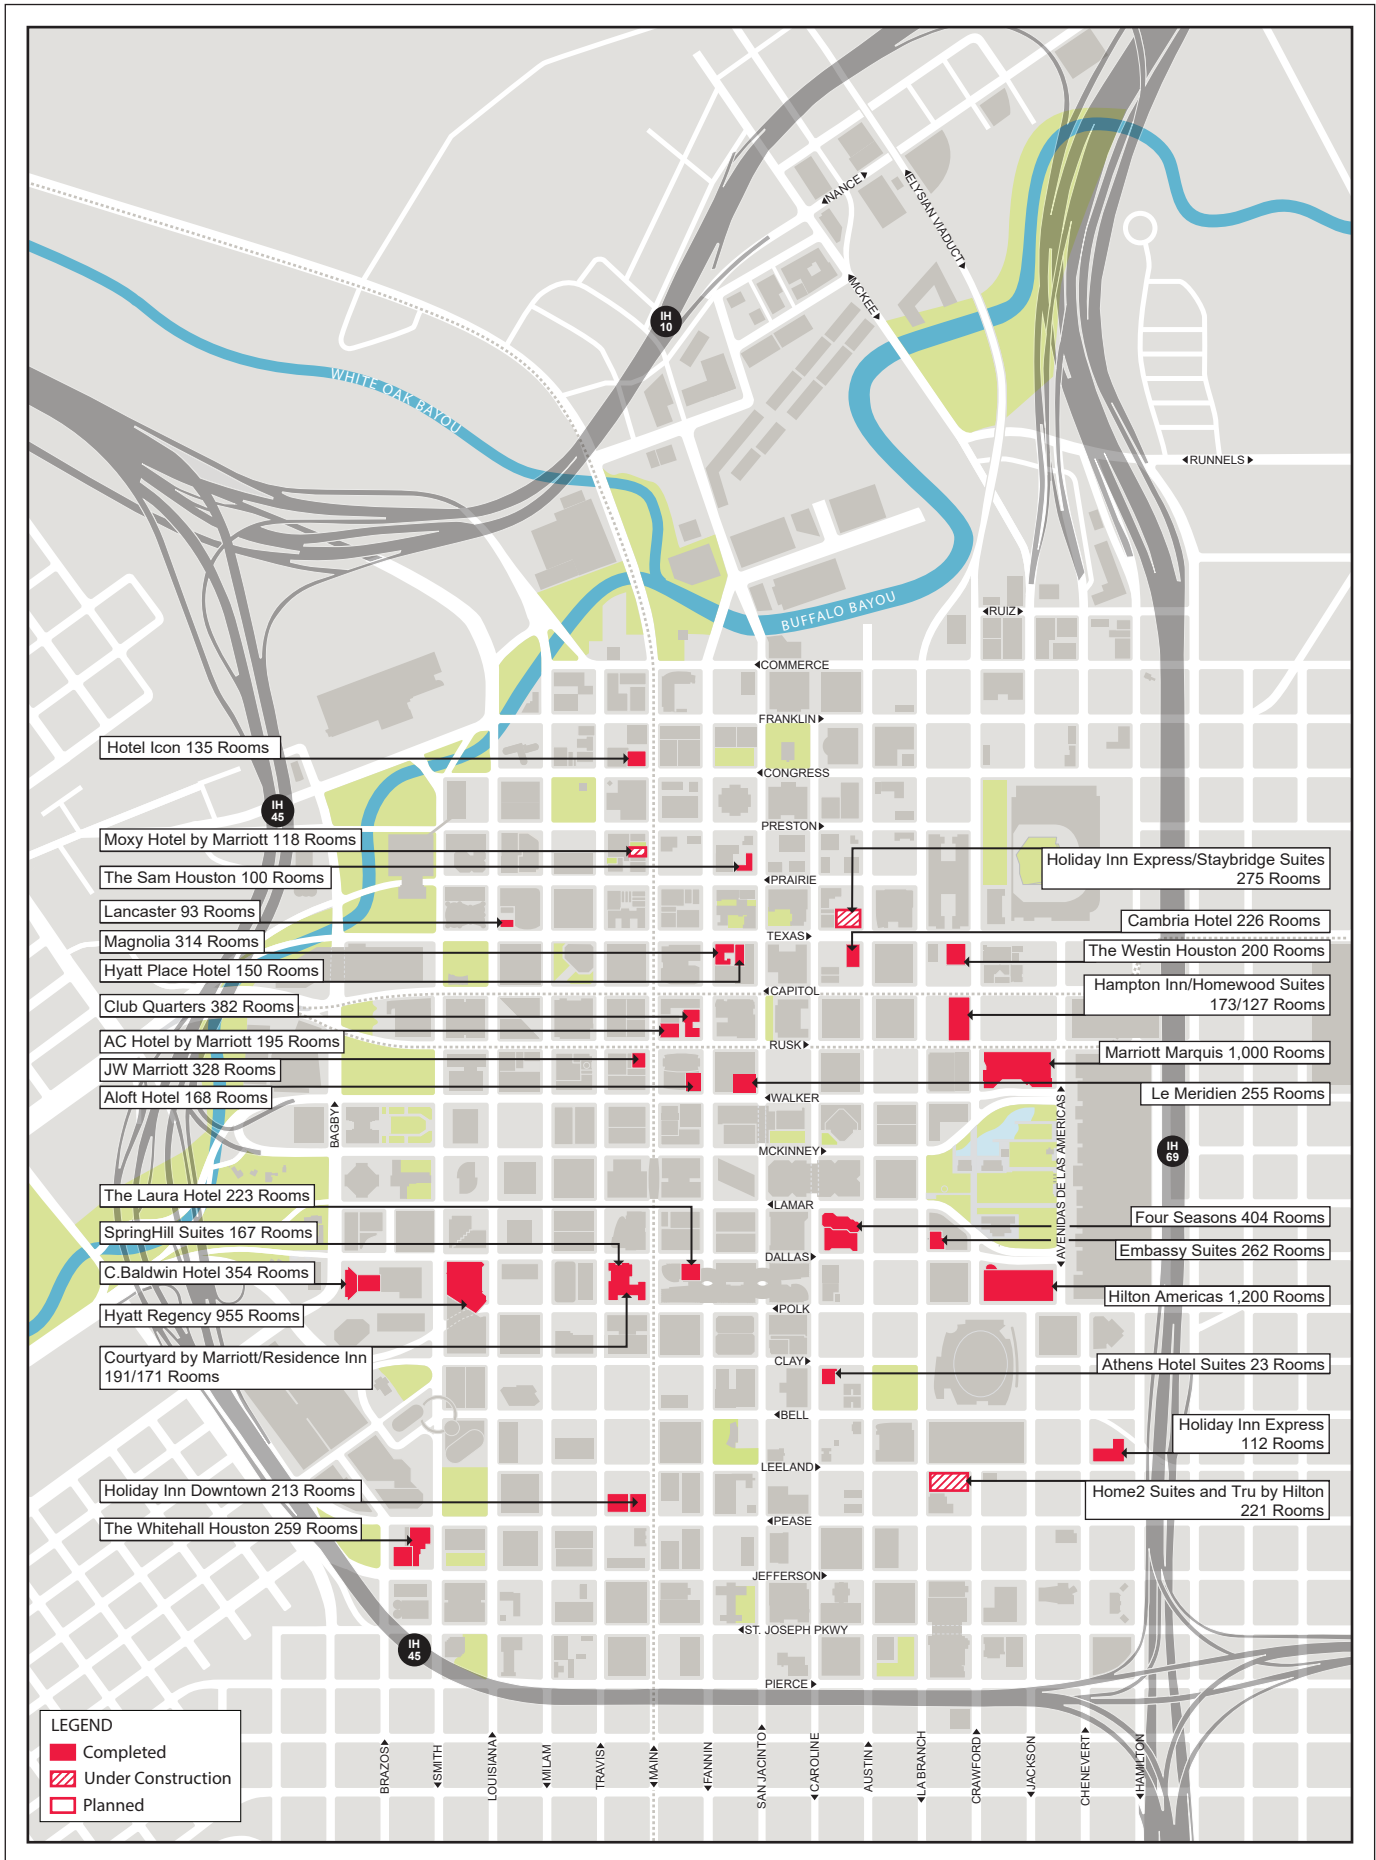 NANCE
ELYSIAN VIADUCT
MCKEE
IH
10
WHITE OAK BAYOU
RUNNELS
BUFFALO BAYOU
RUIZ
COMMERCE
FRANKLIN
Hotel Icon 135 Rooms
CONGRESS
IH
45
PRESTON
Moxy Hotel by Marriott 118 Rooms
Holiday Inn Express/Staybridge Suites
275 Rooms
The Sam Houston 100 Rooms
PRAIRIE
Lancaster 93 Rooms
Cambria Hotel 226 Rooms
TEXAS
Magnolia 314 Rooms
The Westin Houston 200 Rooms
Hyatt Place Hotel 150 Rooms
CAPITOL
Hampton Inn/Homewood Suites
173/127 Rooms
Club Quarters 382 Rooms
AC Hotel by Marriott 195 Rooms
RUSK
Marriott Marquis 1,000 Rooms
JW Marriott 328 Rooms
Aloft Hotel 168 Rooms
WALKER
Le Meridien 255 Rooms
BAGBY
AVENIDAS DE LAS AMERICAS
MCKINNEY
IH
69
The Laura Hotel 223 Rooms
LAMAR
Four Seasons 404 Rooms
SpringHill Suites 167 Rooms
Embassy Suites 262 Rooms
DALLAS
C.Baldwin Hotel 354 Rooms
Hilton Americas 1,200 Rooms
Hyatt Regency 955 Rooms
POLK
Courtyard by Marriott/Residence Inn
191/171 Rooms
CLAY
Athens Hotel Suites 23 Rooms
BELL
Holiday Inn Express
112 Rooms
LEELAND
Holiday Inn Downtown 213 Rooms
Home2 Suites and Tru by Hilton
221 Rooms
PEASE
The Whitehall Houston 259 Rooms
JEFFERSON
ST. JOSEPH PKWY
IH
45
PIERCE
LEGEND
Completed
Under Construction
Planned
BRAZOS
SMITH
LOUISIANA
MILAM
TRAVIS
MAIN
FANNIN
SAN JACINTO
CAROLINE
AUSTIN
LA BRANCH
CRAWFORD
JACKSON
CHENEVERT
HAMILTON